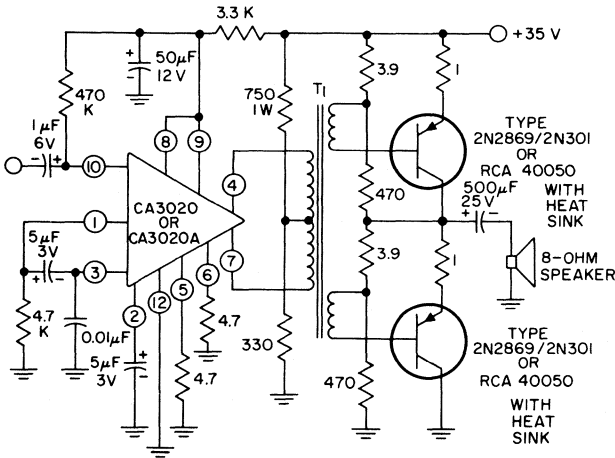 3.3 K
+35 V
+
-
50μF
12 V
470
K
750
1W
T1
3.9
1
TYPE
2N2869/2N301
OR
RCA 40050
WITH
HEAT
SINK
1μF
6V
- +
10
8
9
4
CA3020
OR
CA3020A
470
500μF
25V
+ -
1
5μF
3V
+ -
3
7
6
5
12
2
3.9
1
8-OHM
SPEAKER
4.7
K
0.01μF
5μF
3V
+
-
4.7
4.7
330
470
TYPE
2N2869/2N301
OR
RCA 40050
WITH
HEAT
SINK